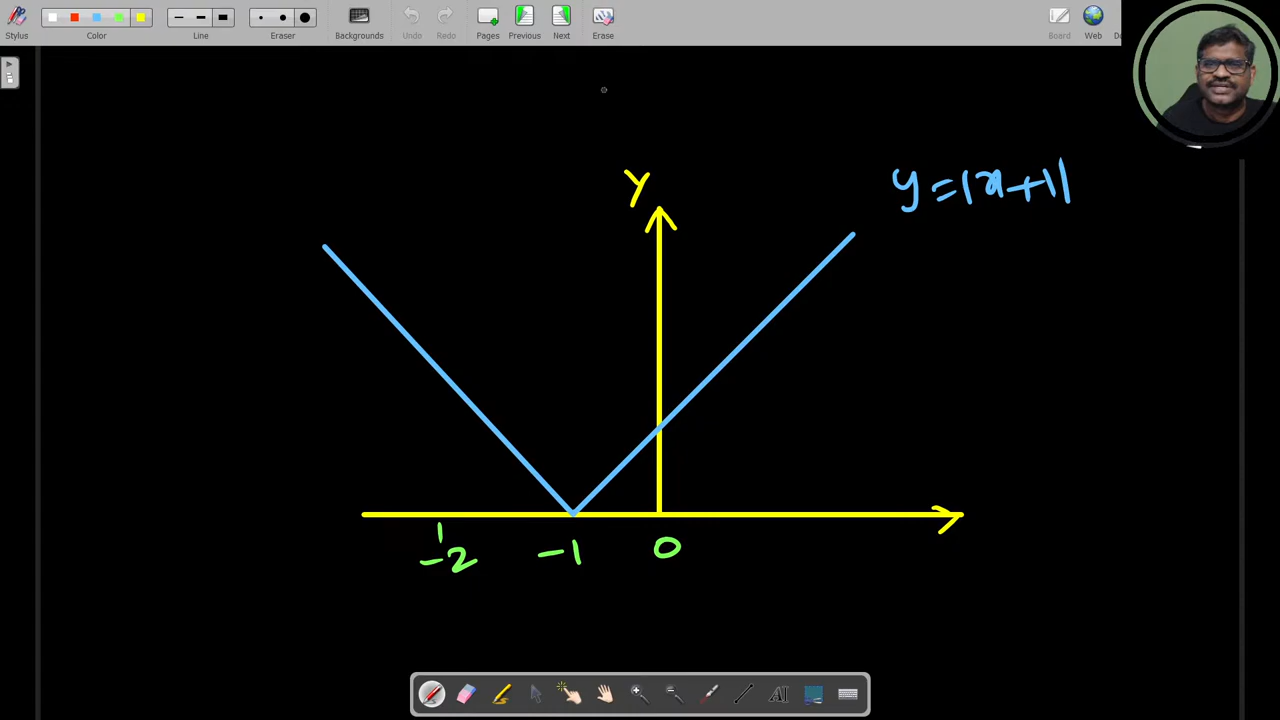 Stylus Color Line Eraser Backgrounds Undo Redo Pages Previous Next Erase Board Web
Y
y=|x+1|
-2 -1 0